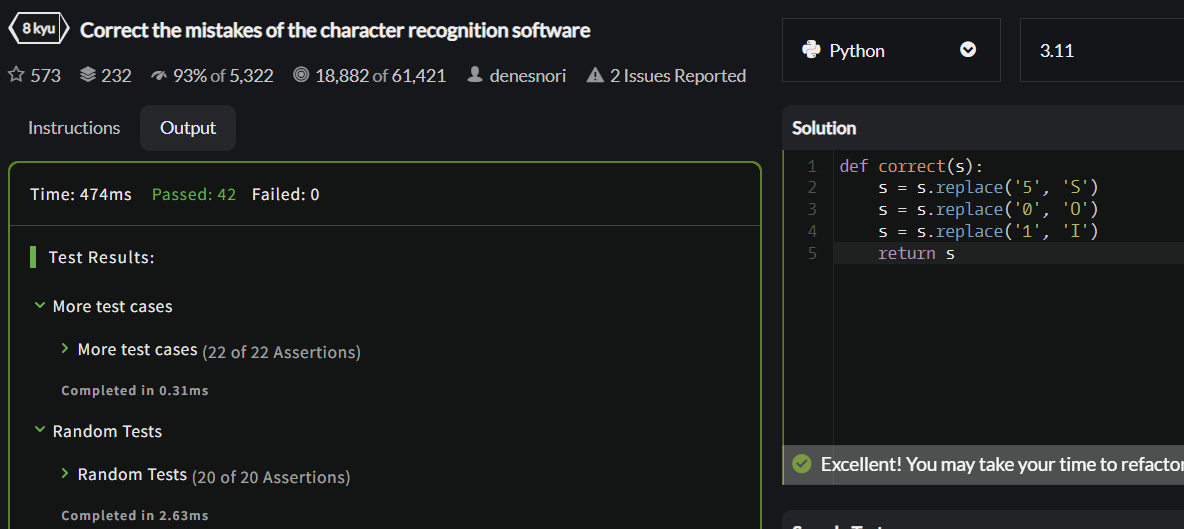 8 kyu Correct the mistakes of the character recognition software
573 232 93% of 5,322 18,882 of 61,421 denesnori 2 Issues Reported
Instructions Output
Time: 474ms Passed: 42 Failed: 0
Test Results:
More test cases
More test cases (22 of 22 Assertions)
Completed in 0.31ms
Random Tests
Random Tests (20 of 20 Assertions)
Completed in 2.63ms
Python 3.11
Solution
1 def correct(s):
2 s = s.replace('5', 'S')
3 s = s.replace('0', 'O')
4 s = s.replace('1', 'I')
5 return s
Excellent! You may take your time to refactor